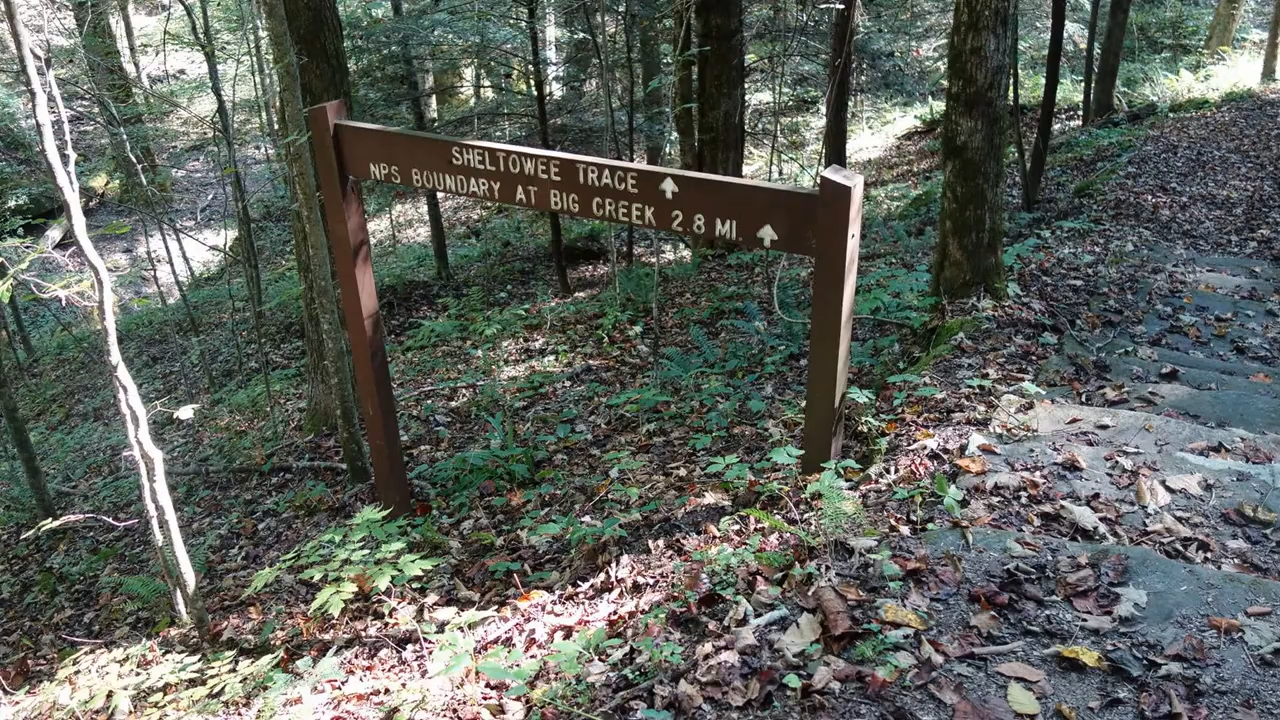 SHELTOWEE TRACE ↑
NPS BOUNDARY AT BIG CREEK 2.8 MI. ↑